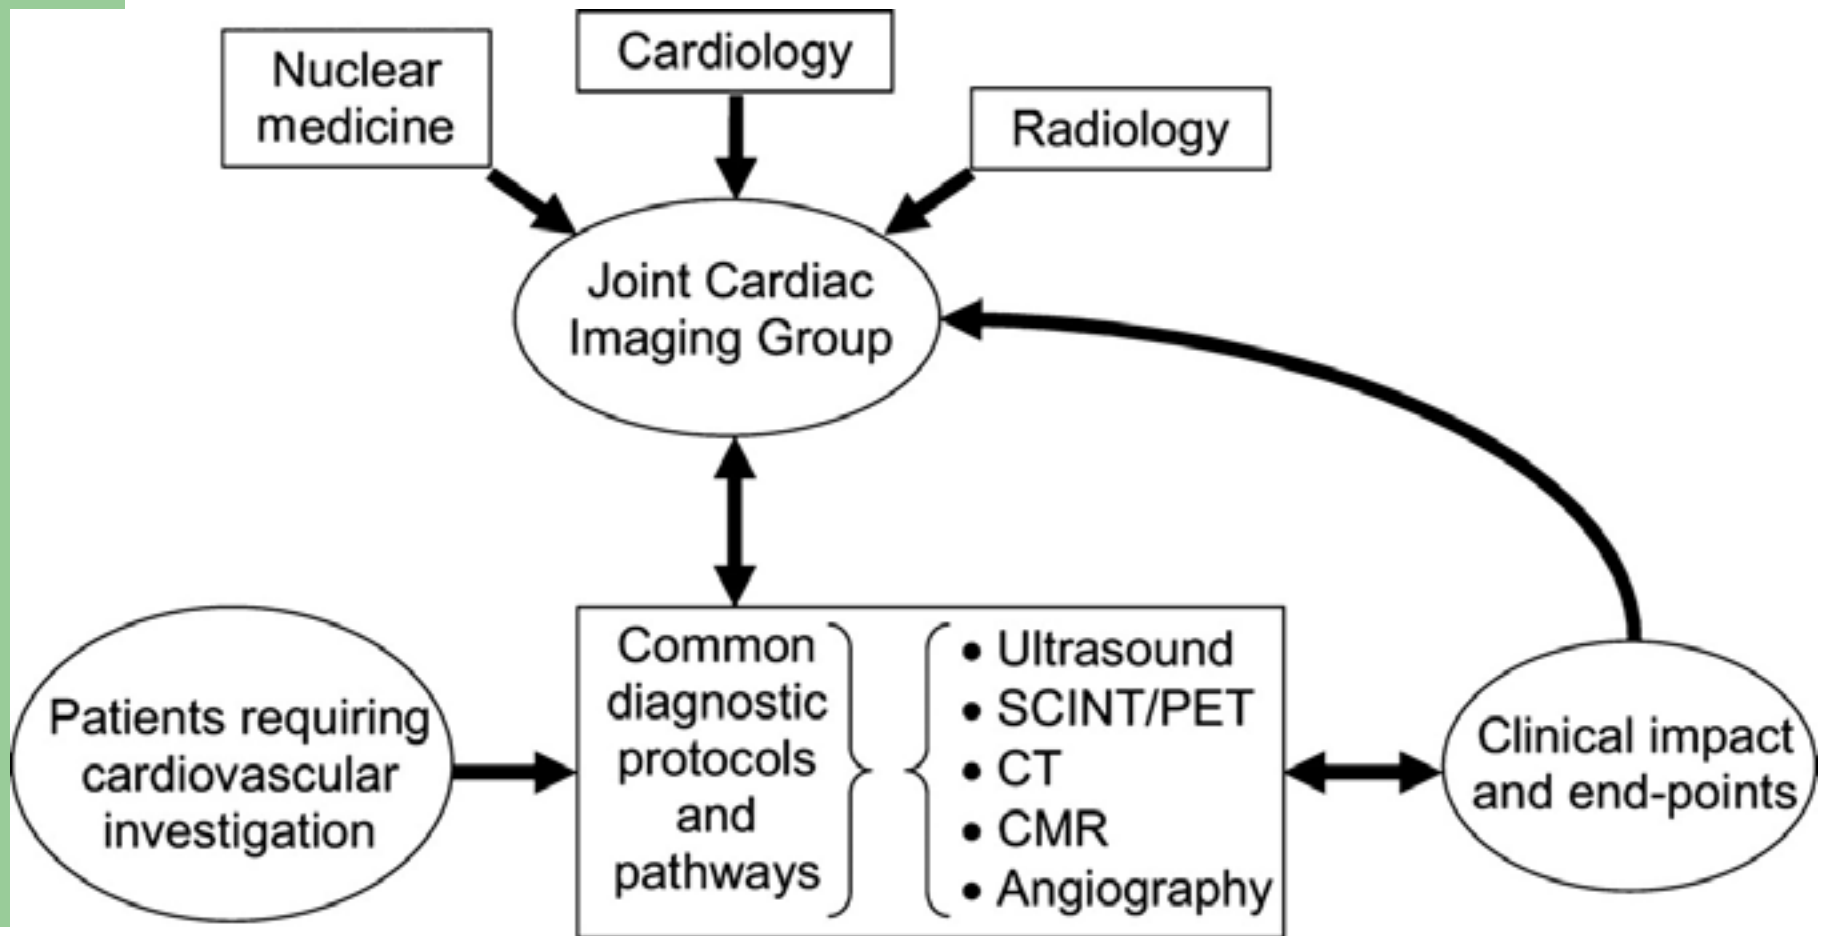 Nuclear
medicine
Cardiology
Radiology
Joint Cardiac
Imaging Group
Patients requiring
cardiovascular
investigation
Common
diagnostic
protocols
and
pathways
• Ultrasound
• SCINT/PET
• CT
• CMR
• Angiography
Clinical impact
and end-points